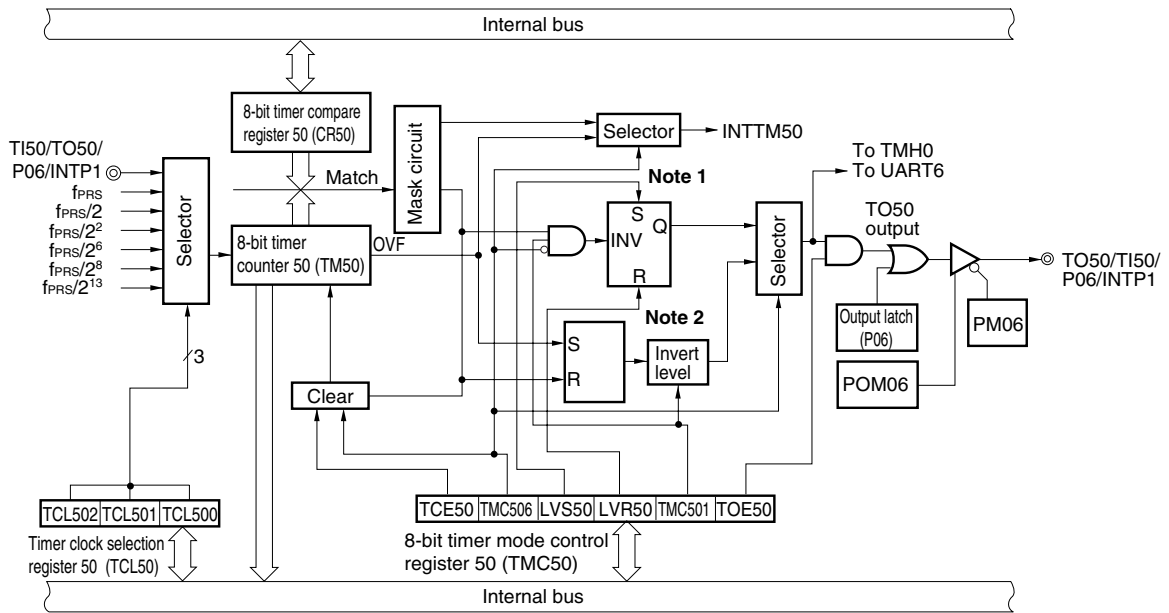 Internal bus
8-bit timer compare
register 50 (CR50)
Mask circuit
Selector
INTTM50
TI50/TO50/
P06/INTP1
fPRS
fPRS/2
fPRS/2²
fPRS/2⁶
fPRS/2⁸
fPRS/2¹³
Selector
Match
8-bit timer
counter 50 (TM50)
OVF
Note 1
S
INV
Q
R
Note 2
S
R
Invert
level
Selector
To TMH0
To UART6
TO50
output
TO50/TI50/
P06/INTP1
Output latch
(P06)
PM06
POM06
3
Clear
TCL502
TCL501
TCL500
Timer clock selection
register 50 (TCL50)
TCE50
TMC506
LVS50
LVR50
TMC501
TOE50
8-bit timer mode control
register 50 (TMC50)
Internal bus